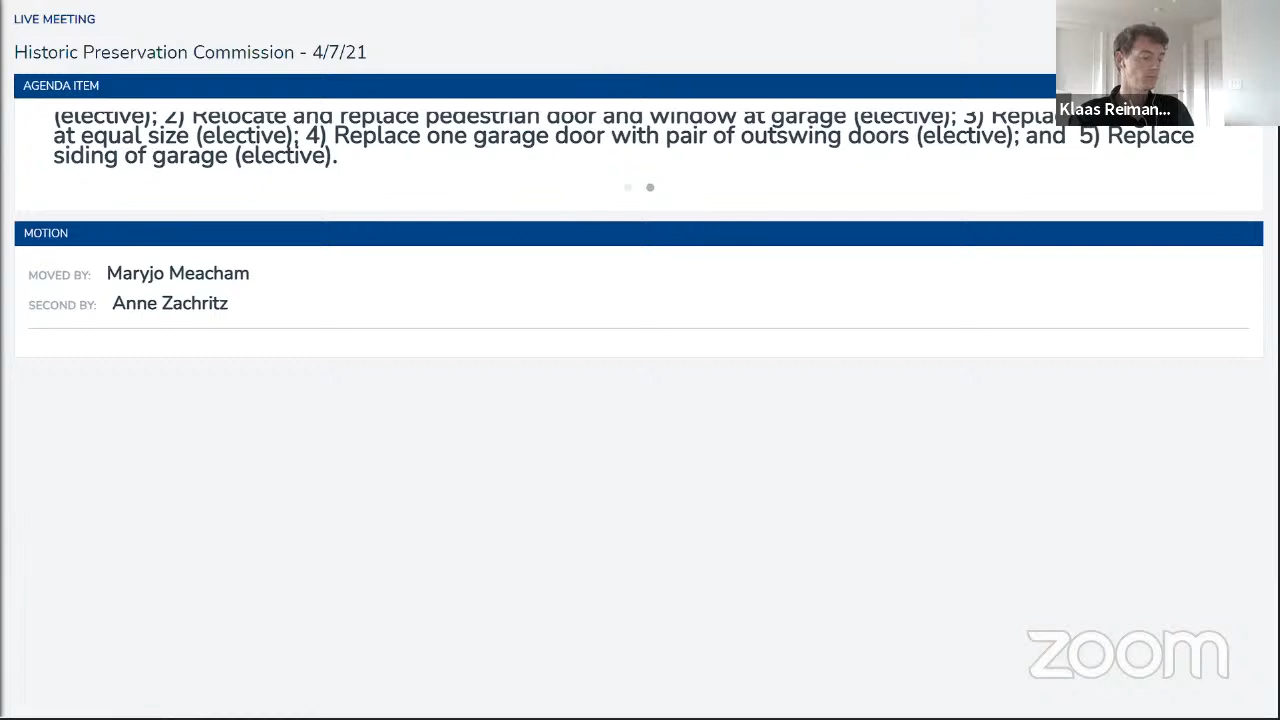 LIVE MEETING
Historic Preservation Commission - 4/7/21
AGENDA ITEM
Klaas Reiman...
(elective); 2) Relocate and replace pedestrian door and window at garage (elective); 3)
at equal size (elective); 4) Replace one garage door with pair of outswing doors (elective); and 5) Replace
siding of garage (elective).
MOTION
MOVED BY: Maryjo Meacham
SECOND BY: Anne Zachritz
zoom